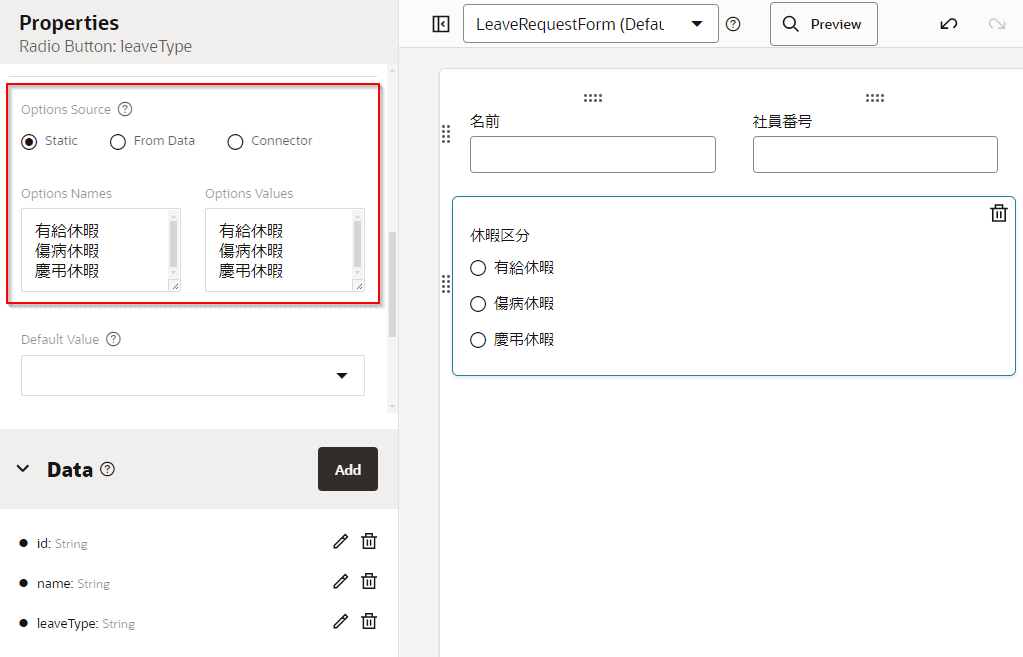 Properties
Radio Button: leaveType
Options Source
Static
From Data
Connector
Options Names
Options Values
有給休暇
傷病休暇
慶弔休暇
有給休暇
傷病休暇
慶弔休暇
Default Value
Data
Add
id: String
name: String
leaveType: String
LeaveRequestForm (Defau
Preview
名前
社員番号
休暇区分
有給休暇
傷病休暇
慶弔休暇